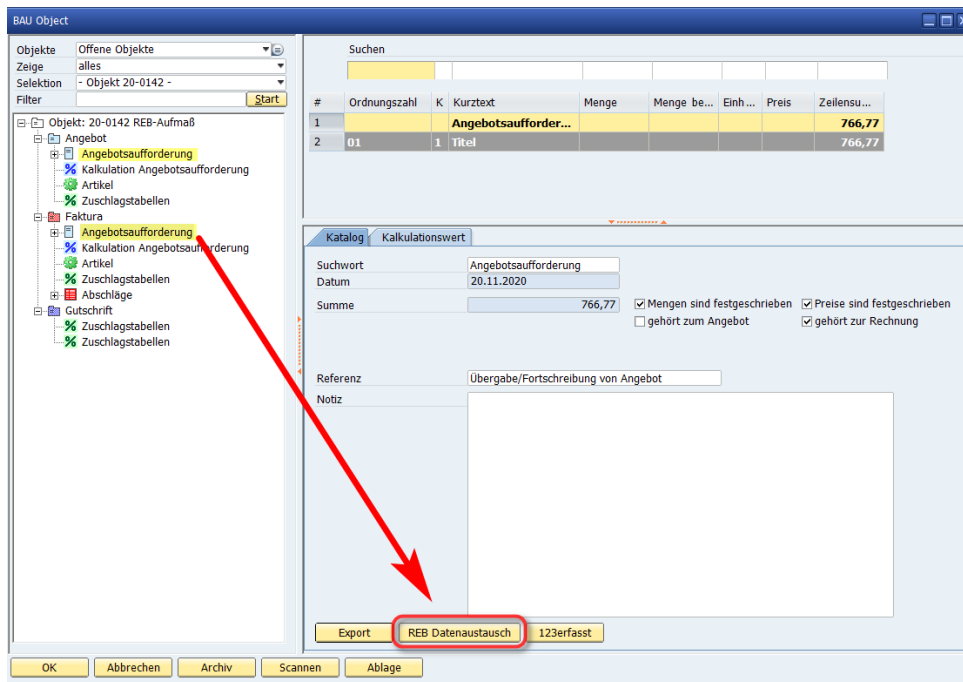 BAU Object
Objekte Offene Objekte
Zeige alles
Selektion - Objekt 20-0142 -
Filter Start
Objekt: 20-0142 REB-Aufmaß
Angebot
Angebotsaufforderung
Kalkulation Angebotsaufforderung
Artikel
Zuschlagstabellen
Faktura
Angebotsaufforderung
Kalkulation Angebotsaufforderung
Artikel
Zuschlagstabellen
Abschläge
Gutschrift
Zuschlagstabellen
Zuschlagstabellen
Suchen
# Ordnungszahl K Kurztext Menge Menge be... Einh ... Preis Zeilensu...
1 Angebotsaufforder... 766,77
2 01 1 Titel 766,77
Katalog Kalkulationswert
Suchwort Angebotsaufforderung
Datum 20.11.2020
Summe 766,77 Mengen sind festgeschrieben Preise sind festgeschrieben
gehört zum Angebot gehört zur Rechnung
Referenz Übergabe/Fortschreibung von Angebot
Notiz
Export REB Datenaustausch 123erfasst
OK Abbrechen Archiv Scannen Ablage